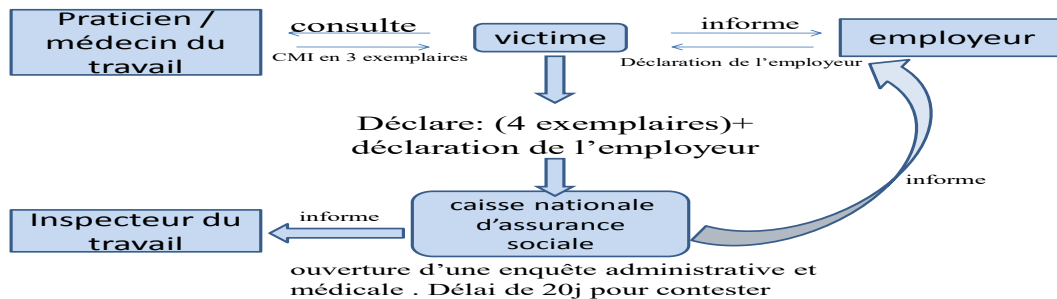 Praticien /
médecin du
travail
consulte
CMI en 3 exemplaires
victime
informe
Déclaration de l’employeur
employeur
Déclare: (4 exemplaires)+
déclaration de l’employeur
informe
Inspecteur du
travail
informe
caisse nationale
d’assurance
sociale
ouverture d’une enquête administrative et
médicale . Délai de 20j pour contester